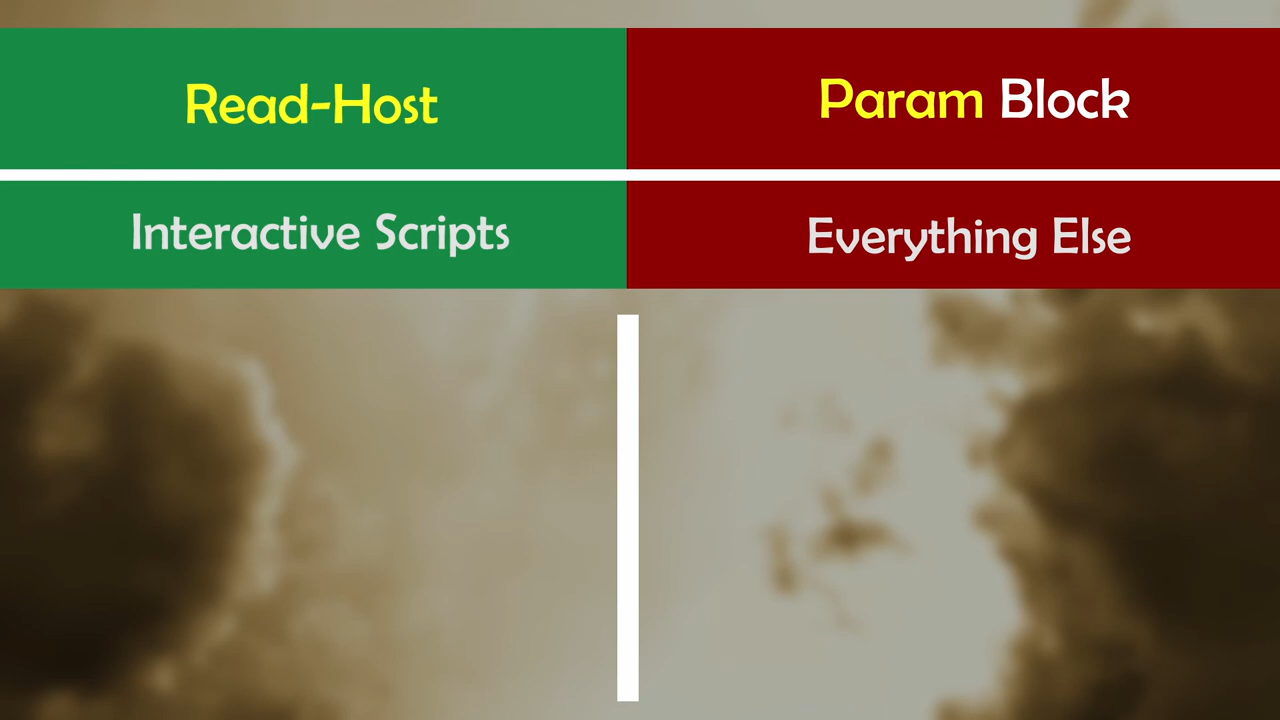 Read-Host
Param Block
Interactive Scripts
Everything Else